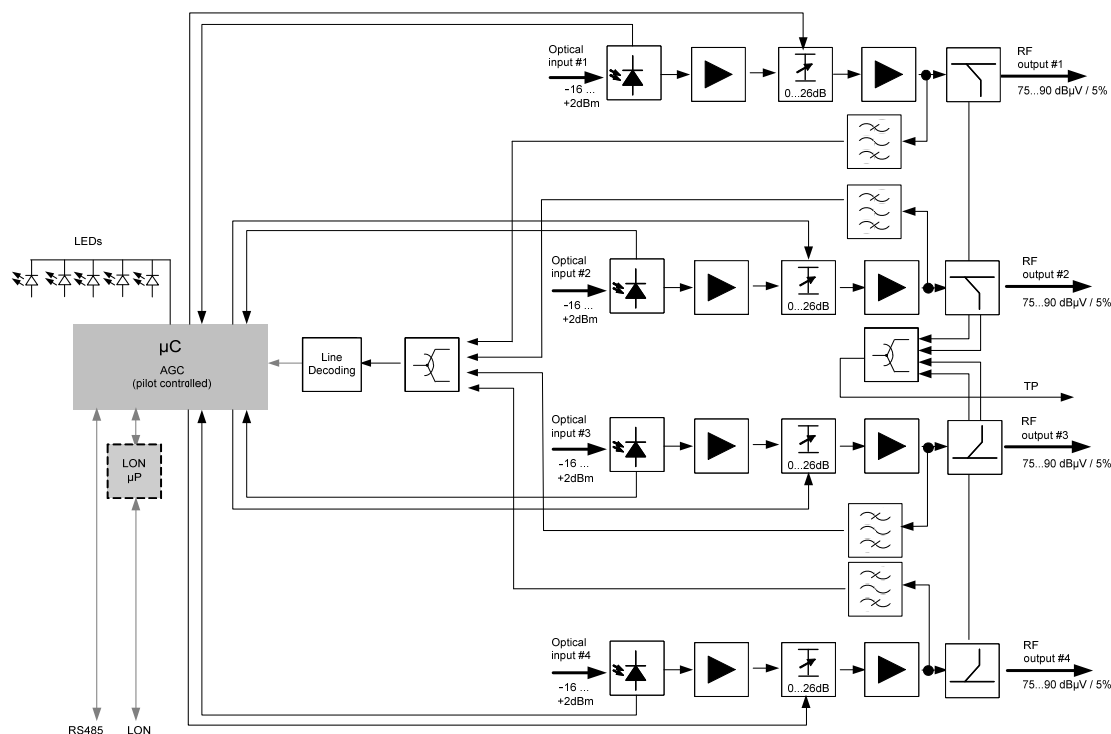 Optical
input #1
-16 ...
+2dBm
0...26dB
RF
output #1
75...90 dBµV / 5%
LEDs
Optical
input #2
-16 ...
+2dBm
0...26dB
RF
output #2
75...90 dBµV / 5%
µC
AGC
(pilot controlled)
Line
Decoding
TP
Optical
input #3
-16 ...
+2dBm
0...26dB
RF
output #3
75...90 dBµV / 5%
LON
µP
Optical
input #4
-16 ...
+2dBm
0...26dB
RF
output #4
75...90 dBµV / 5%
RS485
LON